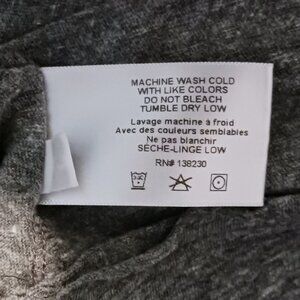 MACHINE WASH COLD
WITH LIKE COLORS
DO NOT BLEACH
TUMBLE DRY LOW
Lavage machine à froid
Avec des couleurs semblables
Ne pas blanchir
SÈCHE-LINGE LOW
RN# 138230